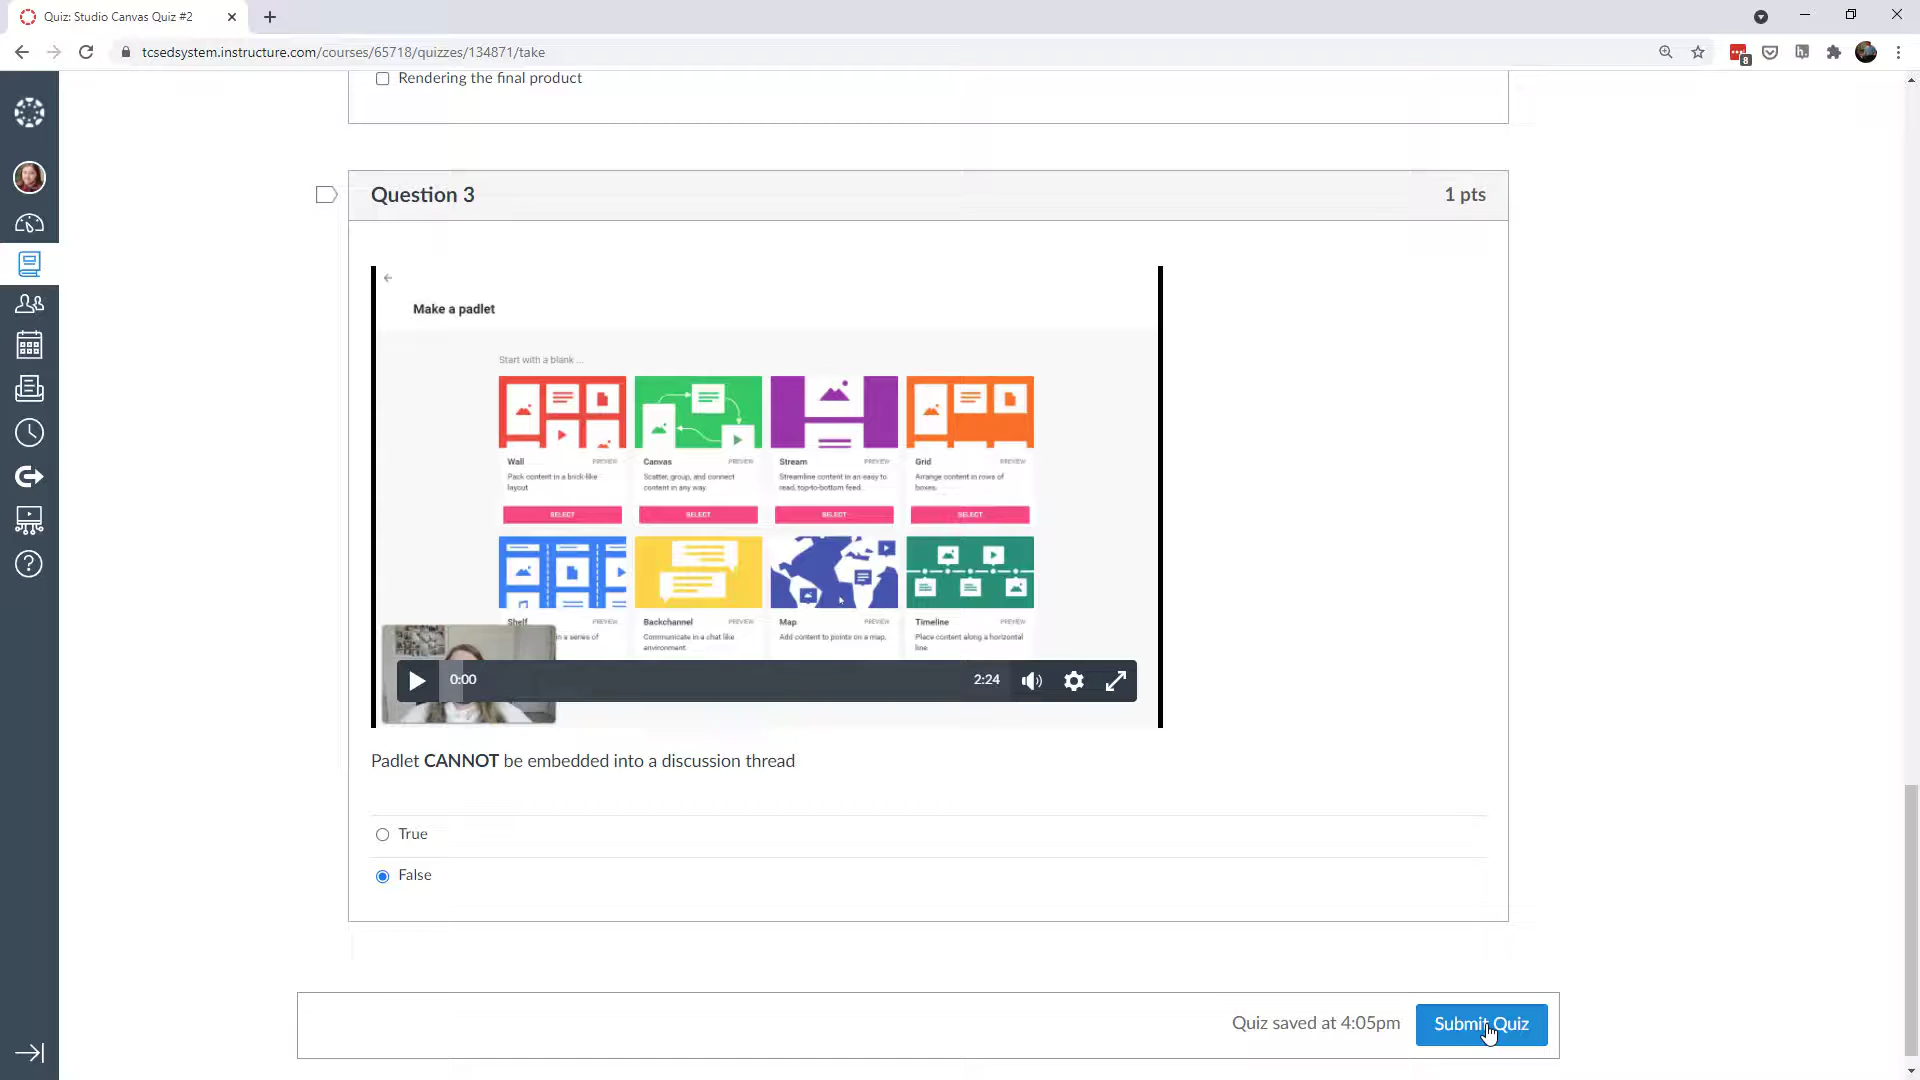 Quiz: Studio Canvas Quiz #2
tcsedsystem.instructure.com/courses/65718/quizzes/134871/take
8
Rendering the final product
Question 3
1 pts
Make a padlet
Start with a blank ...
Wall PREVIEW
Pack content in a brick-like
layout
SELECT
Canvas PREVIEW
Scatter, group, and connect
content in any way.
SELECT
Stream PREVIEW
Streamline content in an easy to
read, top-to-bottom feed.
SELECT
Grid PREVIEW
Arrange content in rows of
boxes.
SELECT
Shelf PREVIEW
in a series of
Backchannel PREVIEW
Communicate in a chat like
environment.
Map PREVIEW
Add content to points on a map.
Timeline PREVIEW
Place content along a horizontal
line.
0:00
2:24
Padlet CANNOT be embedded into a discussion thread
True
False
Quiz saved at 4:05pm
Submit Quiz